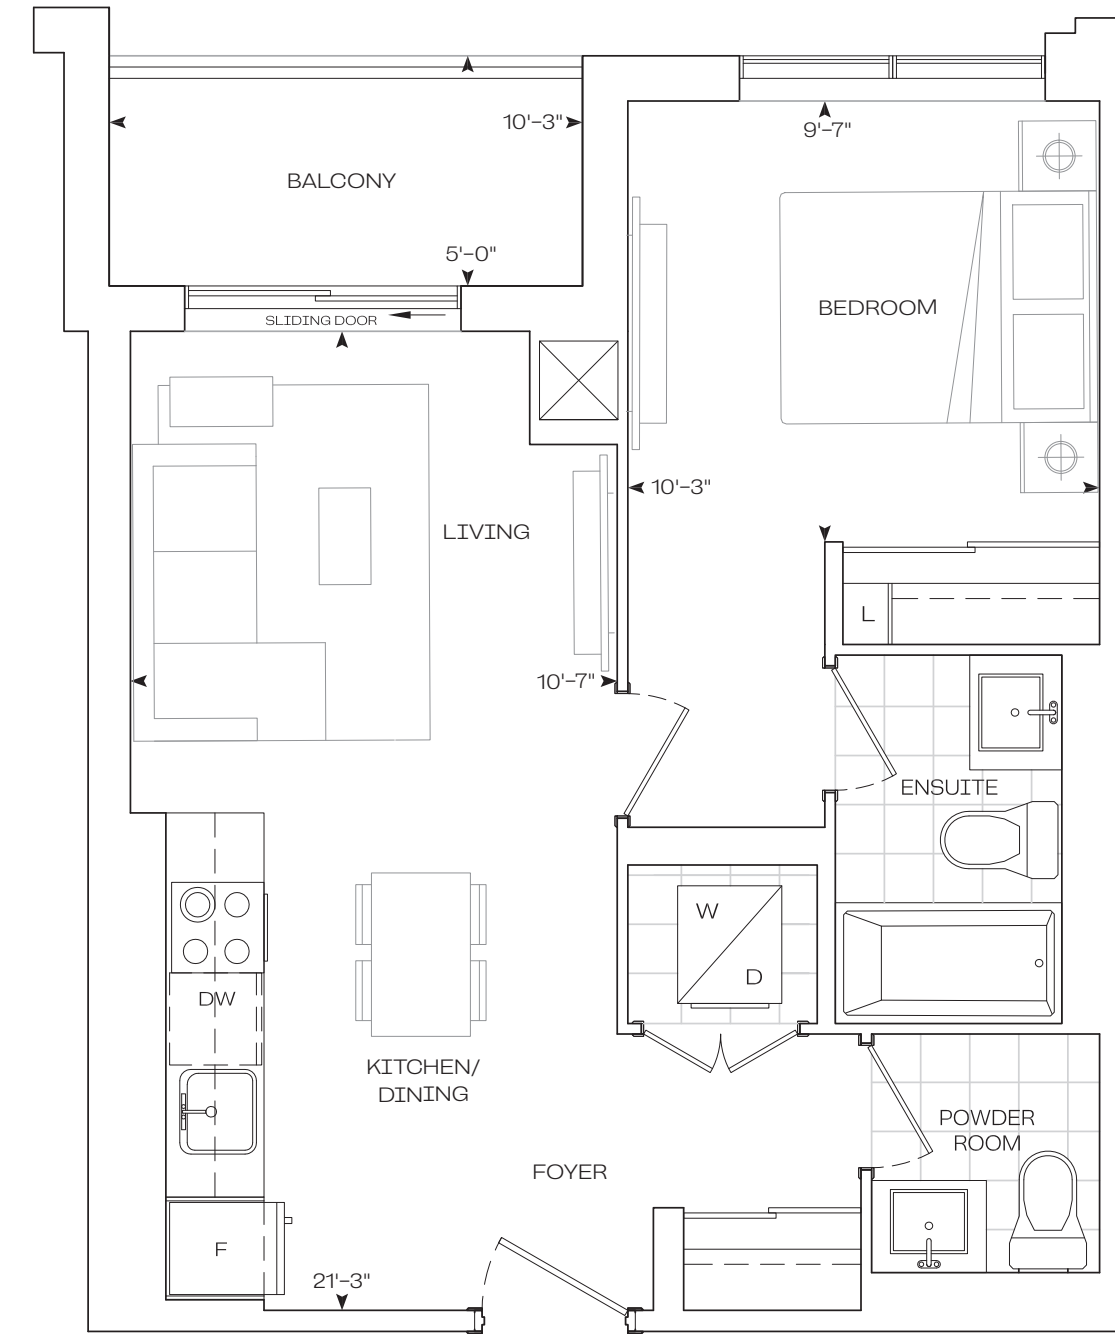 10'-3"
9'-7"
BALCONY
5'-0"
SLIDING DOOR
BEDROOM
10'-3"
LIVING
L
10'-7"
ENSUITE
W
D
DW
KITCHEN/
DINING
POWDER
ROOM
FOYER
F
21'-3"